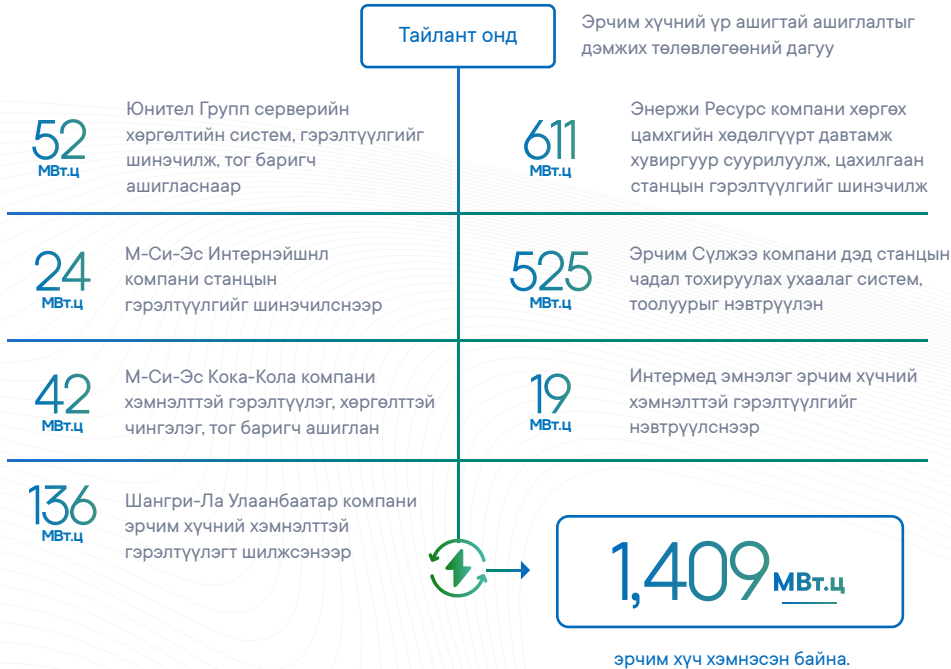 Тайлант онд
Эрчим хүчний үр ашигтай ашиглалтыг
дэмжих төлөвлөгөөний дагуу
52
МВт.ц
Юнител Групп серверийн
хөргөлтийн систем, гэрэлтүүлгийг
шинэчилж, тог баригч
ашигласнаар
611
МВт.ц
Энержи Ресурс компани хөргөх
цамхгийн хөдөлгүүрт давтамж
хувиргуур суурилуулж, цахилгаан
станцын гэрэлтүүлгийг шинэчилж
24
МВт.ц
М-Си-Эс Интернэйшнл
компани станцын
гэрэлтүүлгийг шинэчилснээр
525
МВт.ц
Эрчим Сүлжээ компани дэд станцын
чадал тохируулах ухаалаг систем,
тоолуурыг нэвтрүүлэн
42
МВт.ц
М-Си-Эс Кока-Кола компани
хэмнэлттэй гэрэлтүүлэг, хөргөлттэй
чингэлэг, тог баригч ашиглан
19
МВт.ц
Интермед эмнэлэг эрчим хүчний
хэмнэлттэй гэрэлтүүлгийг
нэвтрүүлснээр
136
МВт.ц
Шангри-Ла Улаанбаатар компани
эрчим хүчний хэмнэлттэй
гэрэлтүүлэгт шилжсэнээр
1,409 МВт.ц
эрчим хүч хэмнэсэн байна.